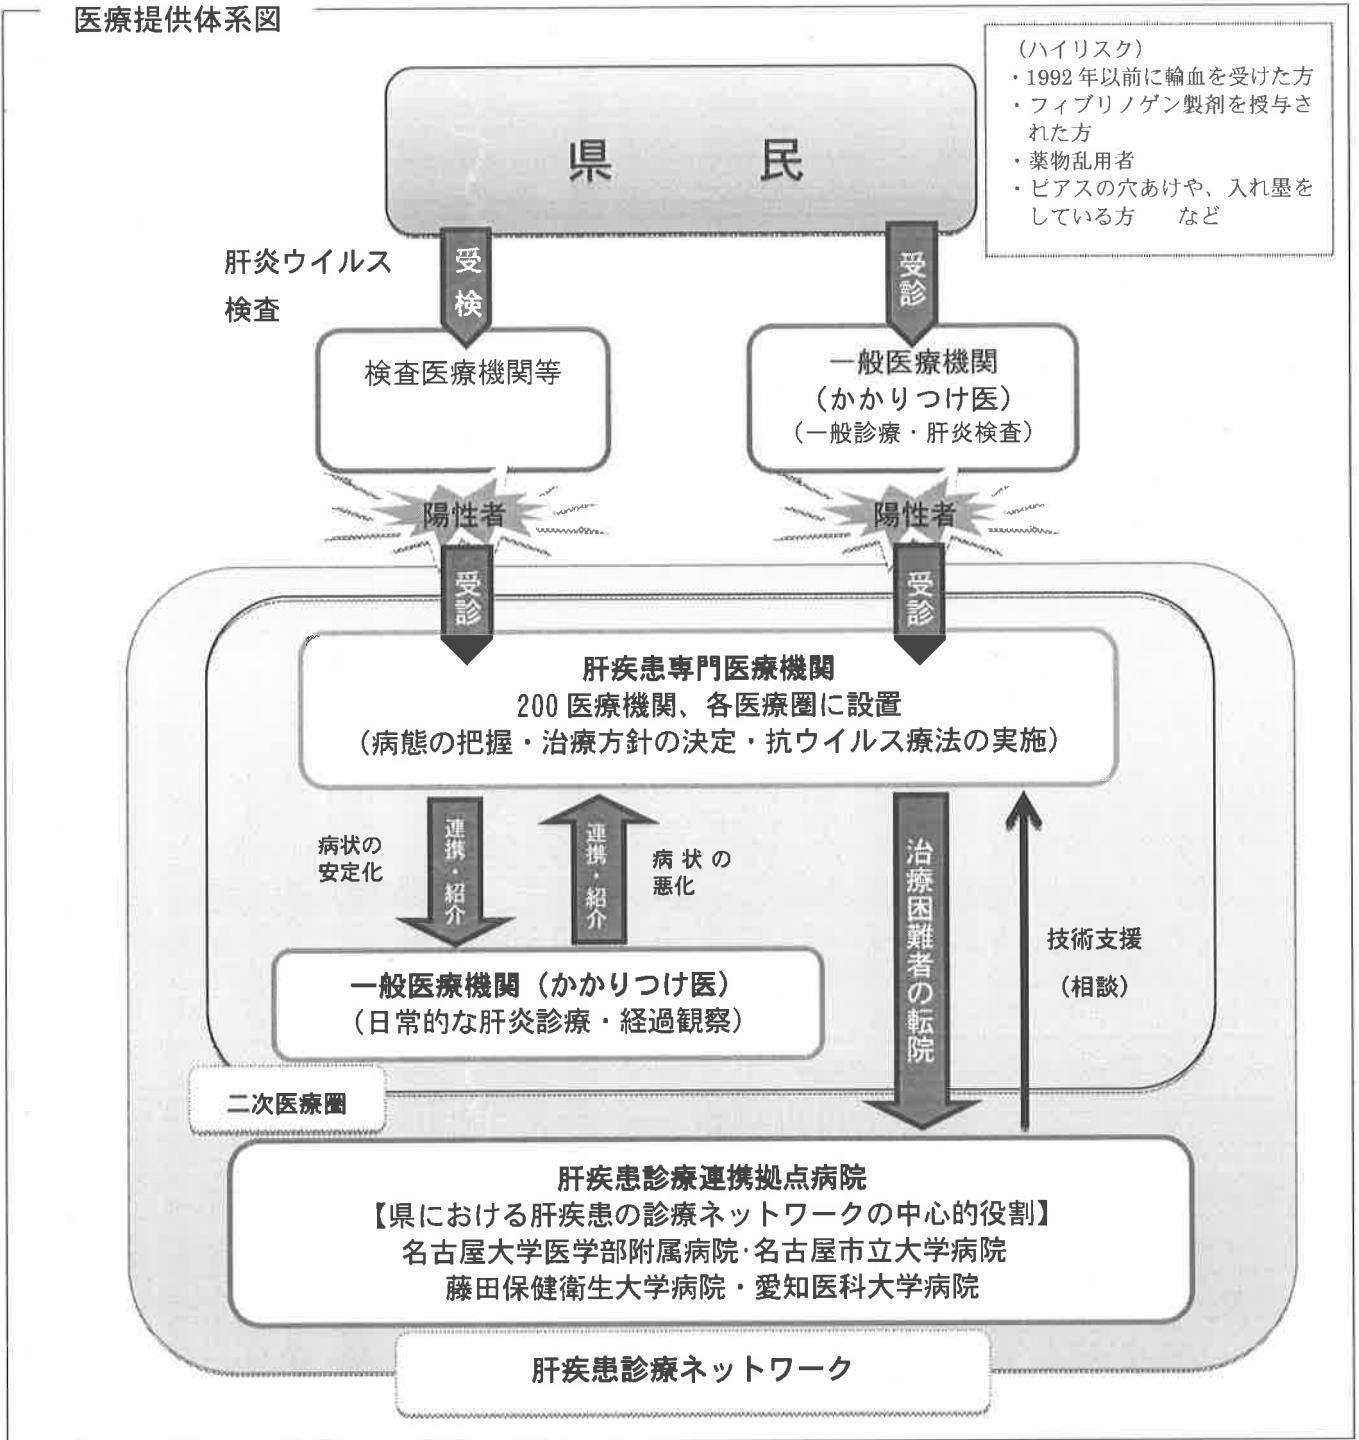 医療提供体系図
(ハイリスク)
・1992年以前に輸血を受けた方
・フィブリノゲン製剤を授与さ
れた方
・薬物乱用者
・ピアスの穴あけや、入れ墨を
している方　　など
県　　民
肝炎ウイルス
検査
受検
受診
検査医療機関等
一般医療機関
(かかりつけ医)
(一般診療・肝炎検査)
陽性者
陽性者
受診
受診
肝疾患専門医療機関
200 医療機関、各医療圏に設置
(病態の把握・治療方針の決定・抗ウイルス療法の実施)
病状の
安定化
連携・紹介
連携・紹介
病状の
悪化
治療困難者の転院
技術支援
(相談)
一般医療機関(かかりつけ医)
(日常的な肝炎診療・経過観察)
二次医療圏
肝疾患診療連携拠点病院
【県における肝疾患の診療ネットワークの中心的役割】
名古屋大学医学部附属病院・名古屋市立大学病院
藤田保健衛生大学病院・愛知医科大学病院
肝疾患診療ネットワーク